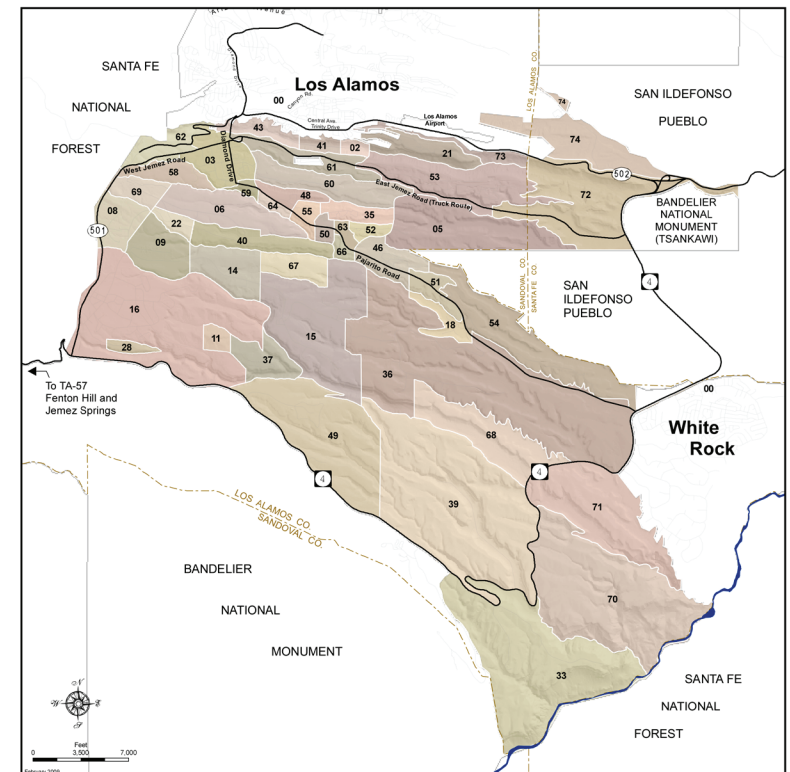 SANTA FE
NATIONAL
FOREST
Los Alamos
00
Canyon Rd.
Central Ave.
Trinity Drive
Los Alamos
Airport
LOS ALAMOS CO.
74
SAN ILDEFONSO
PUEBLO
74
62
43
41
02
21
73
502
Diamond Drive
03
West Jemez Road
58
61
60
53
East Jemez Road (Truck Route)
72
BANDELIER
NATIONAL
MONUMENT
(TSANKAWI)
69
59
48
64
08
06
55
35
22
501
09
40
50
63
52
05
66
46
Pajarito Road
14
67
51
SANDOVAL CO.
SANTA FE CO.
SAN
ILDEFONSO
PUEBLO
4
16
15
18
54
11
28
37
36
To TA-57
Fenton Hill and
Jemez Springs
00
White
Rock
49
68
4
4
39
71
LOS ALAMOS CO.
SANDOVAL CO.
BANDELIER
NATIONAL
MONUMENT
70
33
SANTA FE
NATIONAL
FOREST
N
W E
S
Feet
0 3,500 7,000
February 2009